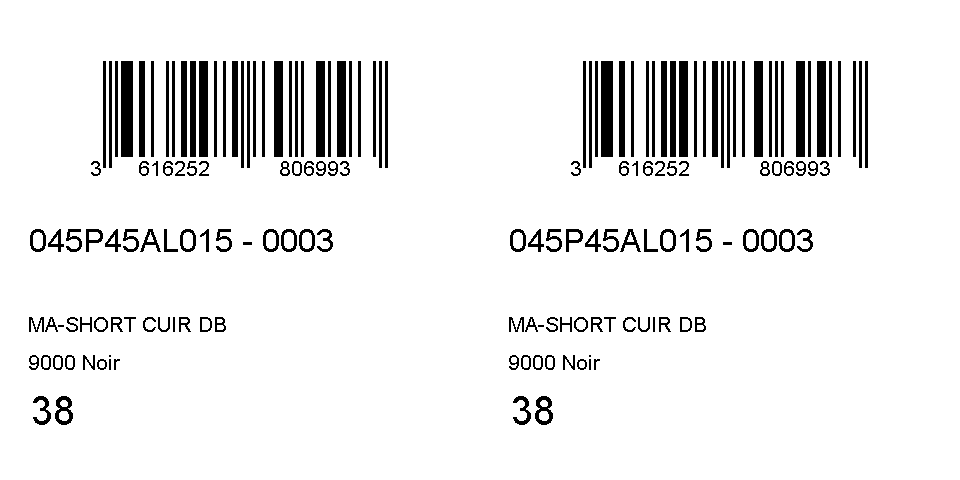 3 616252 806993
045P45AL015 - 0003
MA-SHORT CUIR DB
9000 Noir
38
3 616252 806993
045P45AL015 - 0003
MA-SHORT CUIR DB
9000 Noir
38